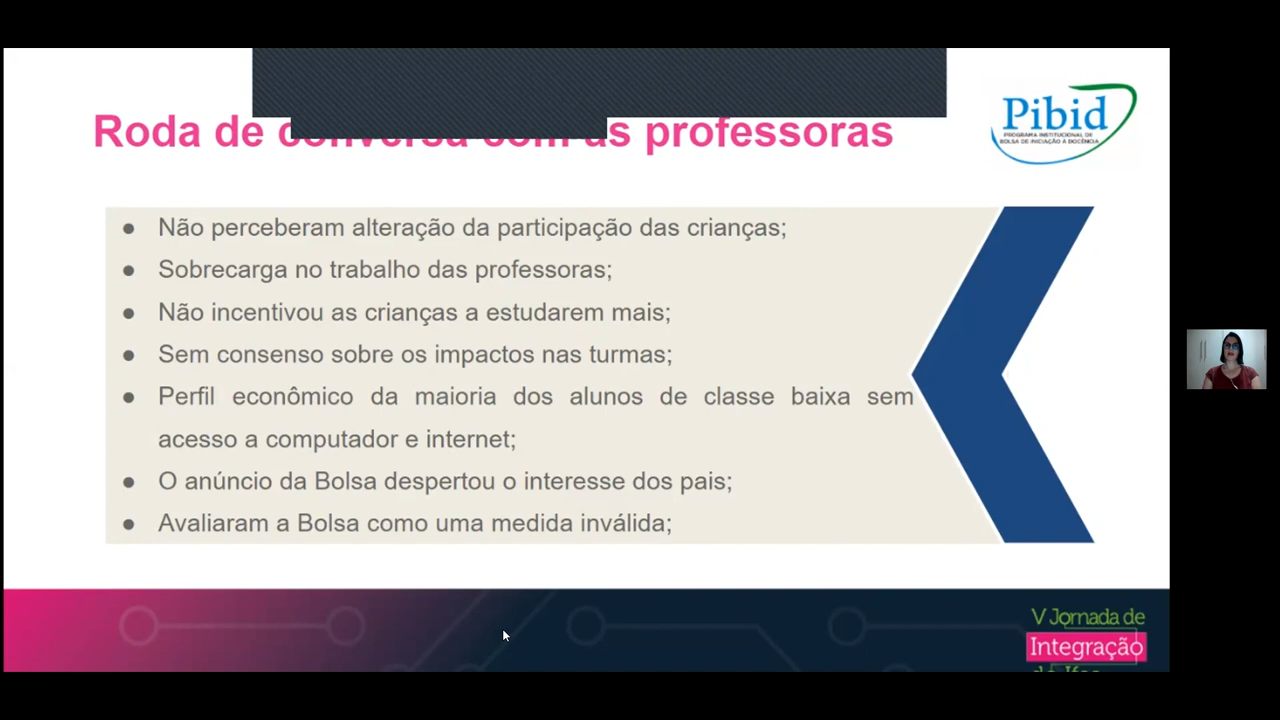 Roda de conversa com as professoras
Pibid
PROGRAMA INSTITUCIONAL DE
BOLSA DE INICIAÇÃO À DOCÊNCIA
● Não perceberam alteração da participação das crianças;
● Sobrecarga no trabalho das professoras;
● Não incentivou as crianças a estudarem mais;
● Sem consenso sobre os impactos nas turmas;
● Perfil econômico da maioria dos alunos de classe baixa sem
acesso a computador e internet;
● O anúncio da Bolsa despertou o interesse dos pais;
● Avaliaram a Bolsa como uma medida inválida;
V Jornada de
Integração